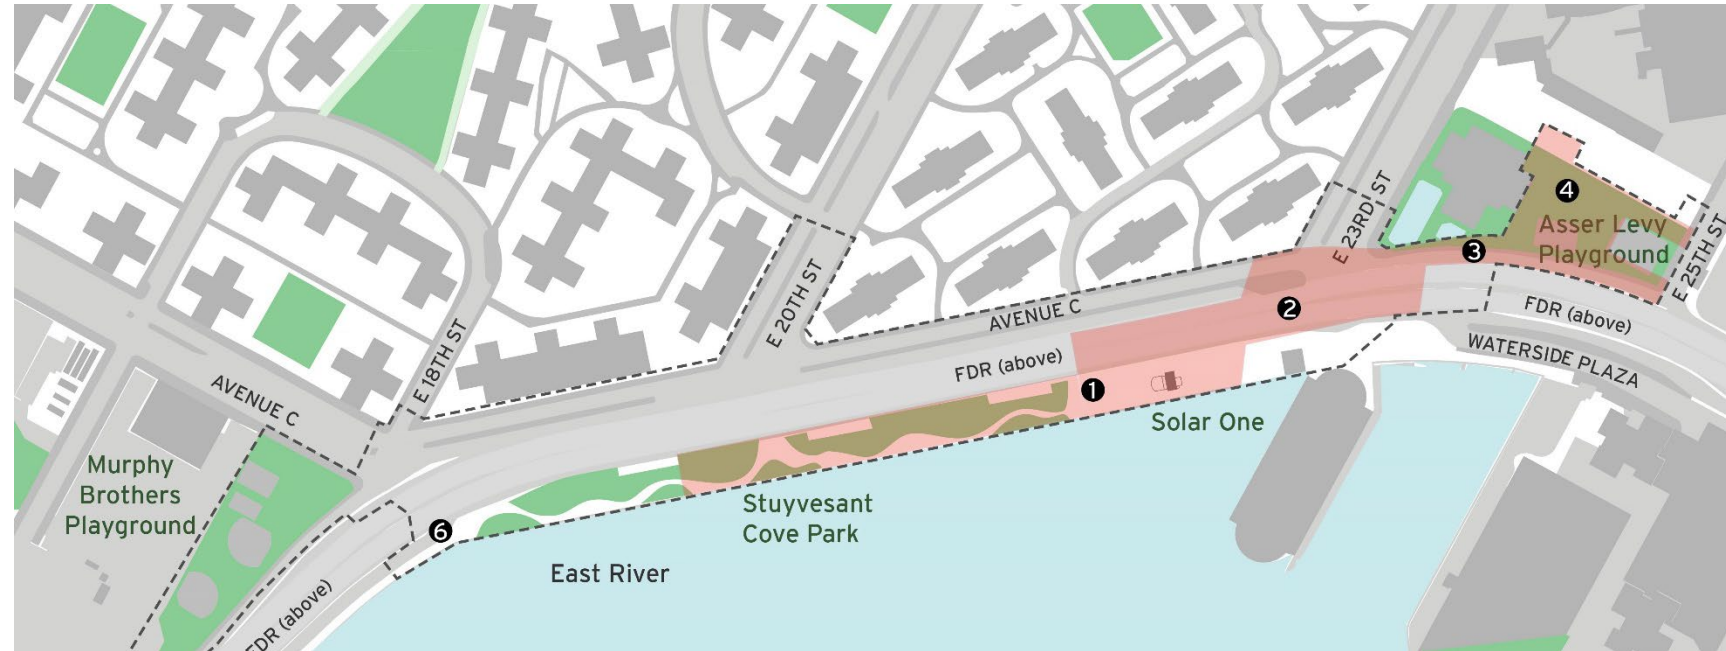 4
Asser Levy
Playground
E 23RD ST
3
E 25TH ST
2
AVENUE C
FDR (above)
FDR (above)
WATERSIDE PLAZA
E 20TH ST
E 18TH ST
AVENUE C
1
Solar One
Murphy
Brothers
Playground
Stuyvesant
Cove Park
6
East River
FDR (above)